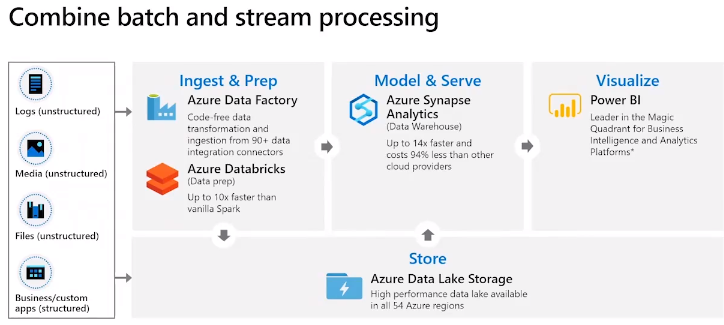 Combine batch and stream processing
Logs (unstructured)
Media (unstructured)
Files (unstructured)
Business/custom
apps (structured)
Ingest & Prep
Azure Data Factory
Code-free data
transformation and
ingestion from 90+ data
integration connectors
Azure Databricks
(Data prep)
Up to 10x faster than
vanilla Spark
Model & Serve
Azure Synapse
Analytics
(Data Warehouse)
Up to 14x faster and
costs 94% less than other
cloud providers
Visualize
Power BI
Leader in the Magic
Quadrant for Business
Intelligence and Analytics
Platforms*
Store
Azure Data Lake Storage
High performance data lake available
in all 54 Azure regions